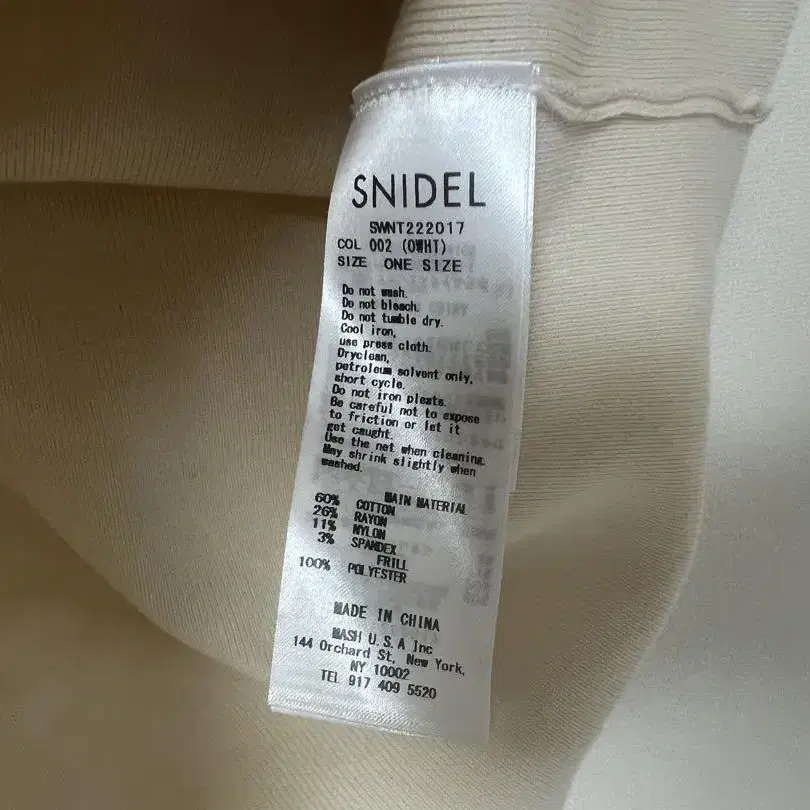 SNIDEL
SWNT222017
COL 002 (OWHT)
SIZE ONE SIZE
Do not wash.
Do not bleach.
Do not tumble dry.
Cool iron,
use press cloth.
Dryclean,
petroleum solvent only,
short cycle.
Do not iron pleats.
Be careful not to expose
to friction or let it
get caught.
Use the net when cleaning.
May shrink slightly when
washed.
MAIN MATERIAL
60% COTTON
26% RAYON
11% NYLON
3% SPANDEX
FRILL
100% POLYESTER
MADE IN CHINA
MASH U.S.A Inc
144 Orchard St, New York,
NY 10002
TEL 917 409 5520